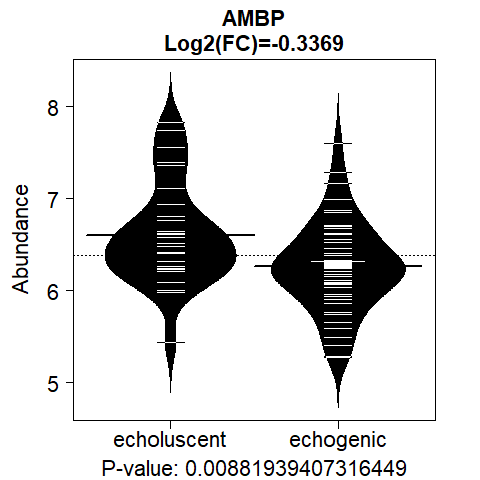 AMBP
Log2(FC)=-0.3369
8
7
6
5
Abundance
echoluscent echogenic
P-value: 0.00881939407316449